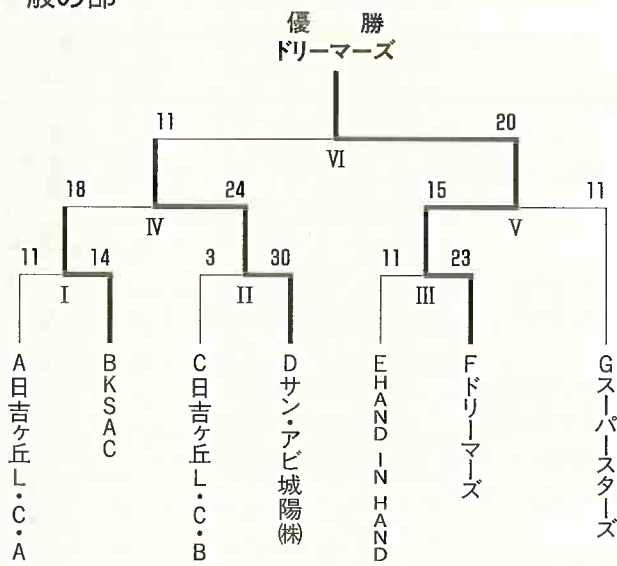 般の部
優　勝
ドリーマーズ
11　20
VI
18　24　15　11
IV　V
11　14　3　30　11　23
I　II　III
A日吉ヶ丘L・C・A
BKSAC
C日吉ヶ丘L・C・B
Dサン・アビ城陽㈱
EHAND IN HAND
Fドリーマーズ
Gスーパースターズ